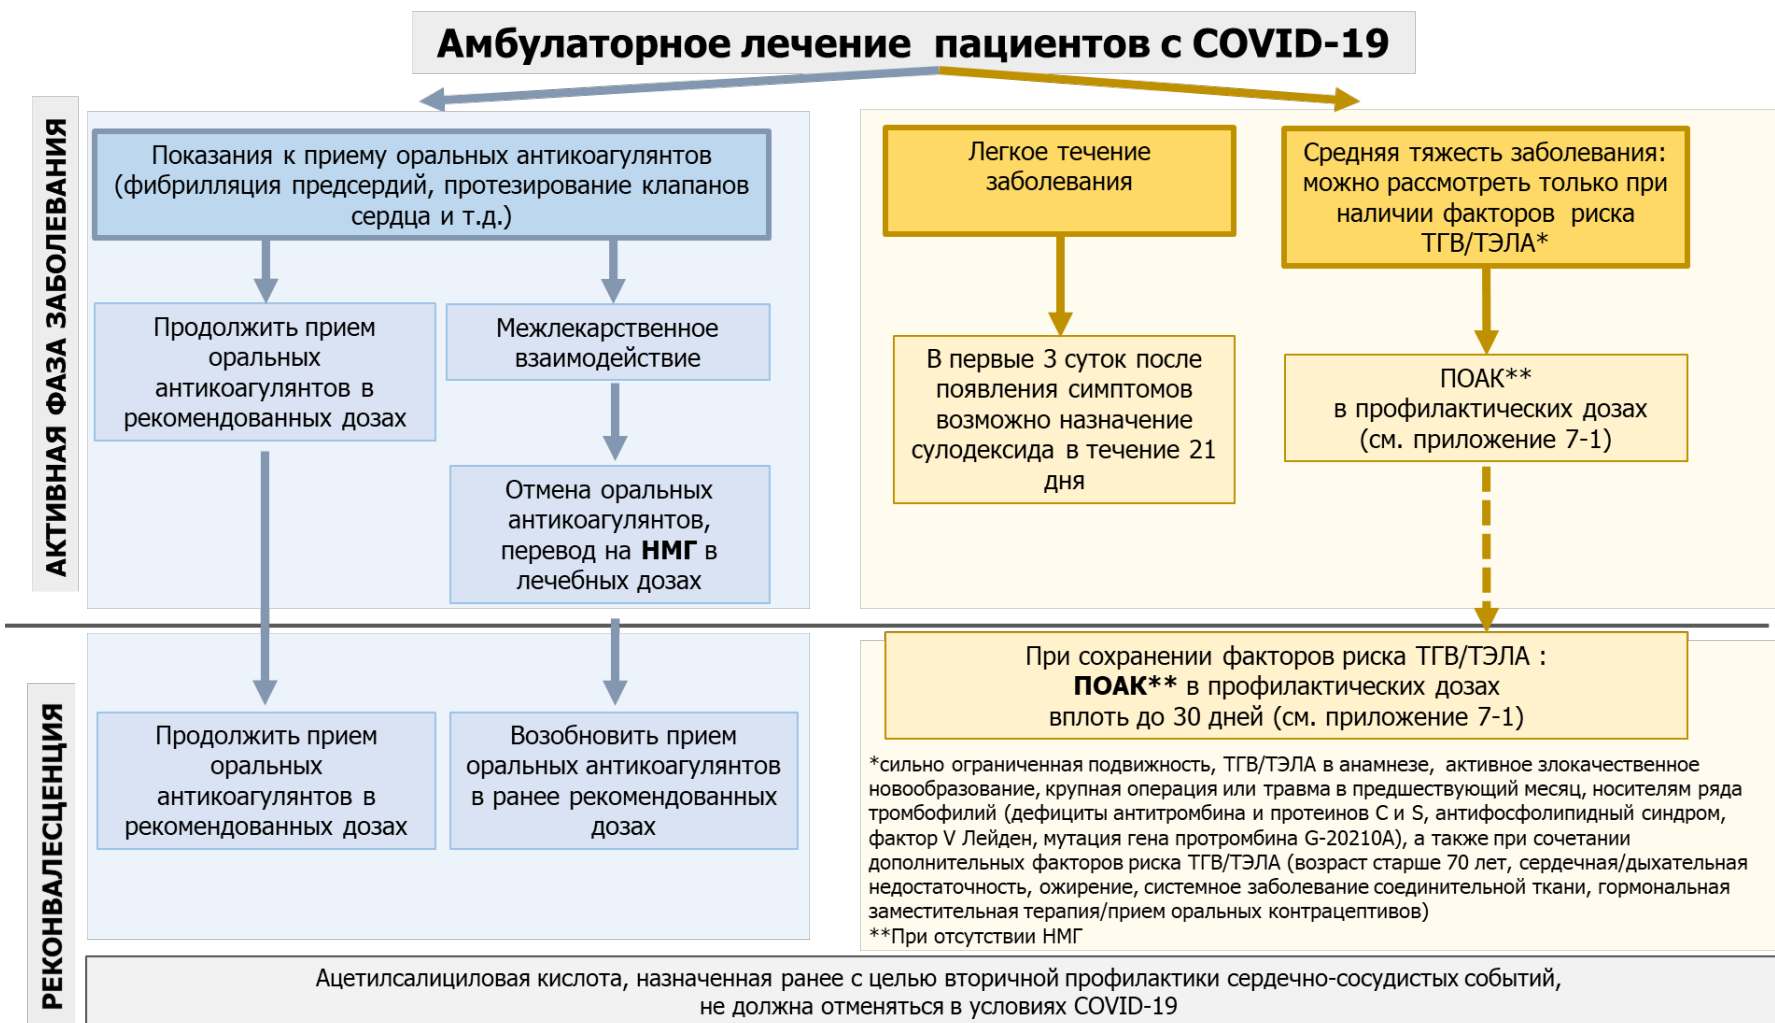 Амбулаторное лечение пациентов с COVID-19
АКТИВНАЯ ФАЗА ЗАБОЛЕВАНИЯ
Показания к приему оральных антикоагулянтов
(фибрилляция предсердий, протезирование клапанов
сердца и т.д.)
Продолжить прием
оральных
антикоагулянтов в
рекомендованных дозах
Межлекарственное
взаимодействие
Отмена оральных
антикоагулянтов,
перевод на НМГ в
лечебных дозах
Легкое течение
заболевания
В первые 3 суток после
появления симптомов
возможно назначение
сулодексида в течение 21
дня
Средняя тяжесть заболевания:
можно рассмотреть только при
наличии факторов риска
ТГВ/ТЭЛА*
ПОАК**
в профилактических дозах
(см. приложение 7-1)
РЕКОНВАЛЕСЦЕНЦИЯ
Продолжить прием
оральных
антикоагулянтов в
рекомендованных дозах
Возобновить прием
оральных антикоагулянтов
в ранее рекомендованных
дозах
При сохранении факторов риска ТГВ/ТЭЛА :
ПОАК** в профилактических дозах
вплоть до 30 дней (см. приложение 7-1)
*сильно ограниченная подвижность, ТГВ/ТЭЛА в анамнезе, активное злокачественное
новообразование, крупная операция или травма в предшествующий месяц, носителям ряда
тромбофилий (дефициты антитромбина и протеинов C и S, антифосфолипидный синдром,
фактор V Лейден, мутация гена протромбина G-20210A), а также при сочетании
дополнительных факторов риска ТГВ/ТЭЛА (возраст старше 70 лет, сердечная/дыхательная
недостаточность, ожирение, системное заболевание соединительной ткани, гормональная
заместительная терапия/прием оральных контрацептивов)
**При отсутствии НМГ
Ацетилсалициловая кислота, назначенная ранее с целью вторичной профилактики сердечно-сосудистых событий,
не должна отменяться в условиях COVID-19